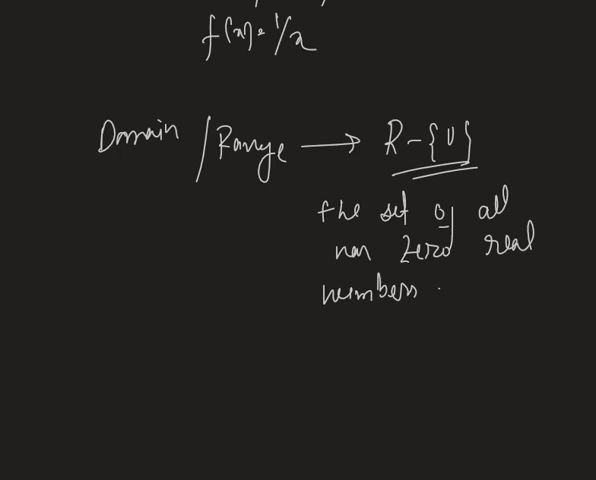 f(x) = 1/x
Domain / Range → R-{0}
the set of all
non zero real
numbers.